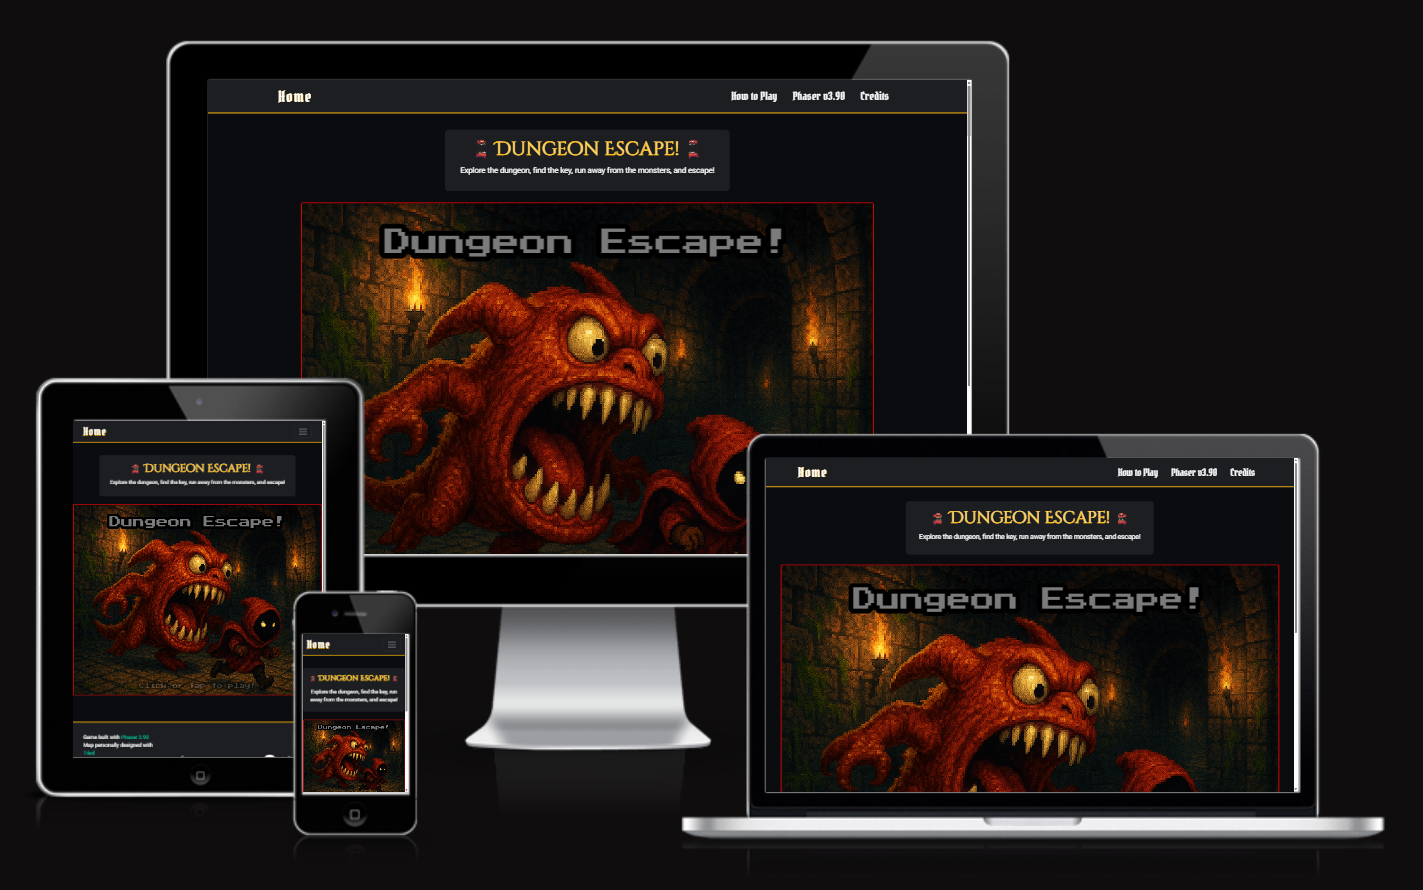 Home
How to Play Phaser v3.90 Credits
Dungeon Escape!
Explore the dungeon, find the key, run away from the monsters, and escape!
Dungeon Escape!
Home
Dungeon Escape!
Explore the dungeon, find the key, run away from the monsters, and escape!
Dungeon Escape!
Click or Tap to play!
Game built with Phaser 3.90
Map personally designed with
Tiled
Home
Dungeon Escape!
Explore the dungeon, find the key, run
away from the monsters, and escape!
Dungeon Escape!
Home
How to Play Phaser v3.90 Credits
Dungeon Escape!
Explore the dungeon, find the key, run away from the monsters, and escape!
Dungeon Escape!